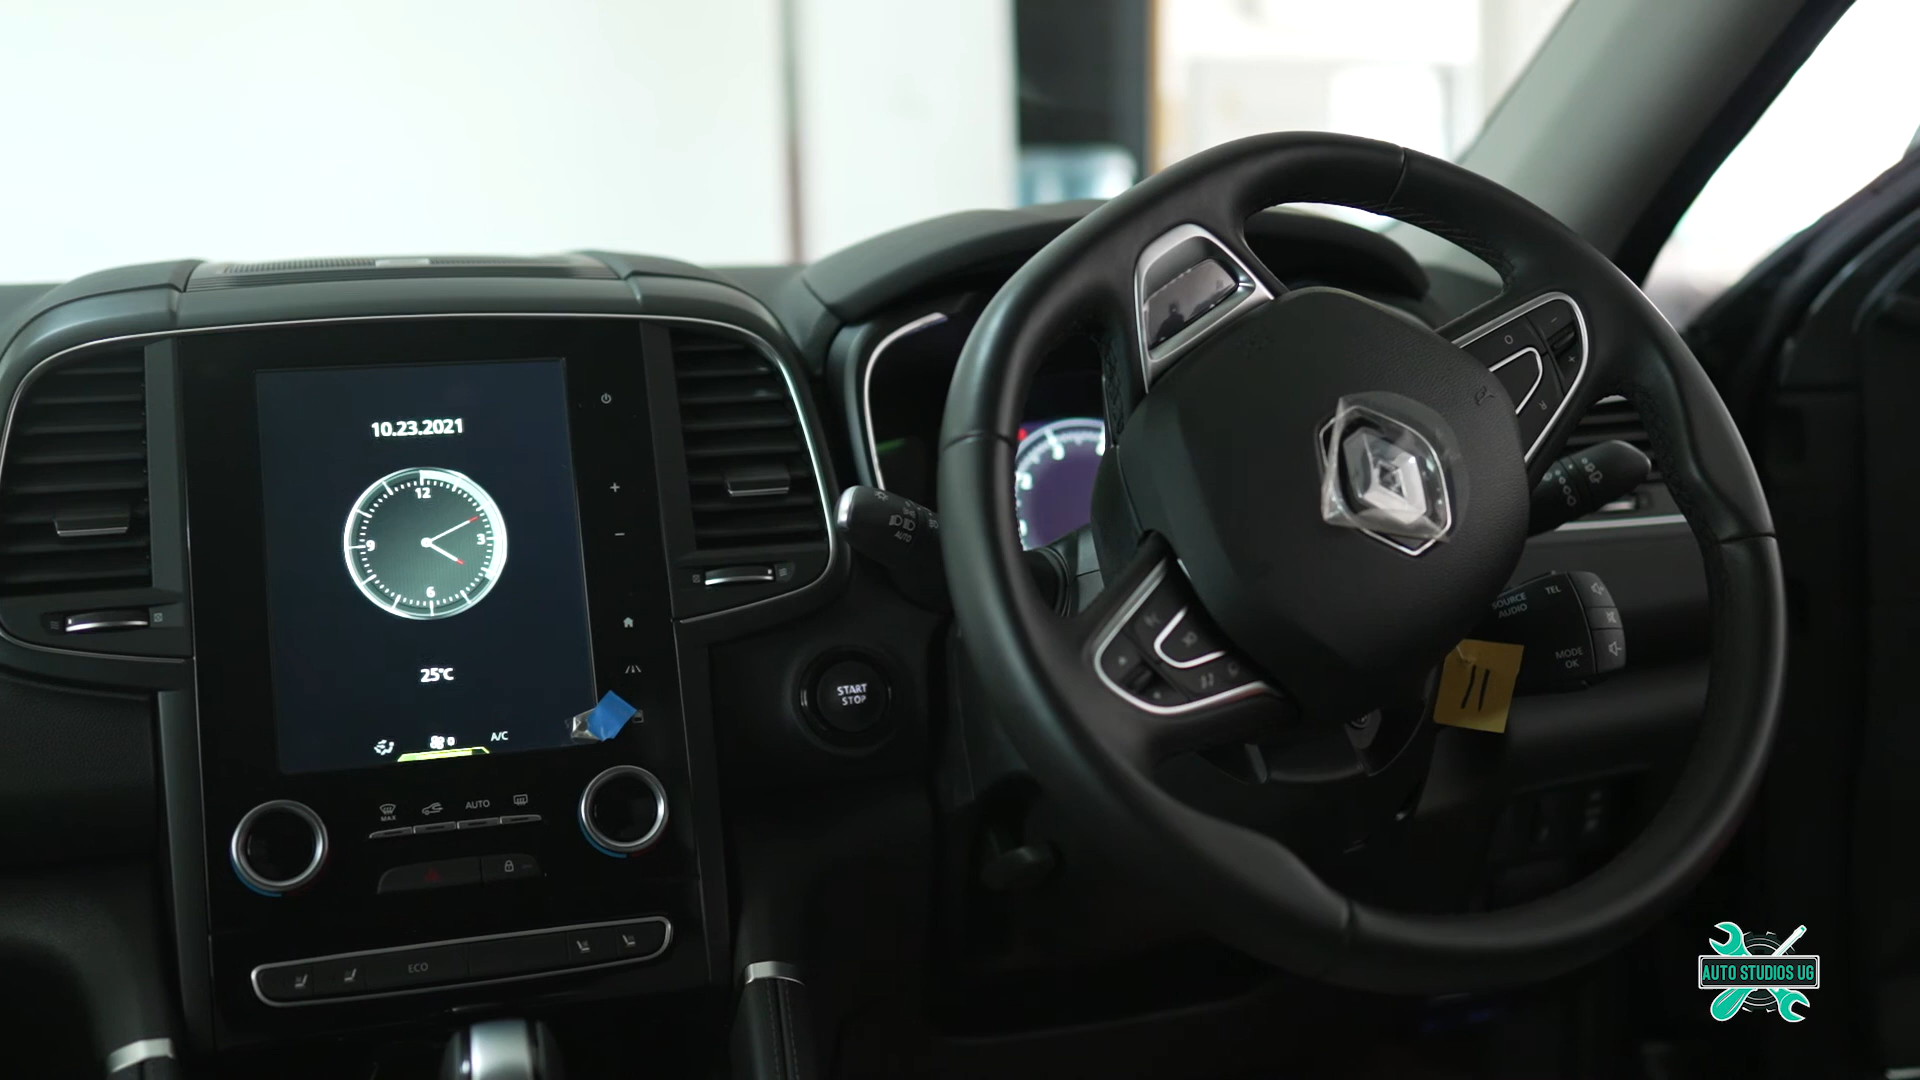 10.23.2021
12
9
3
6
25°C
0
A/C
MAX
AUTO
ECO
START
STOP
AUTO
SOURCE
AUDIO
TEL
MODE
OK
AUTO STUDIOS UG